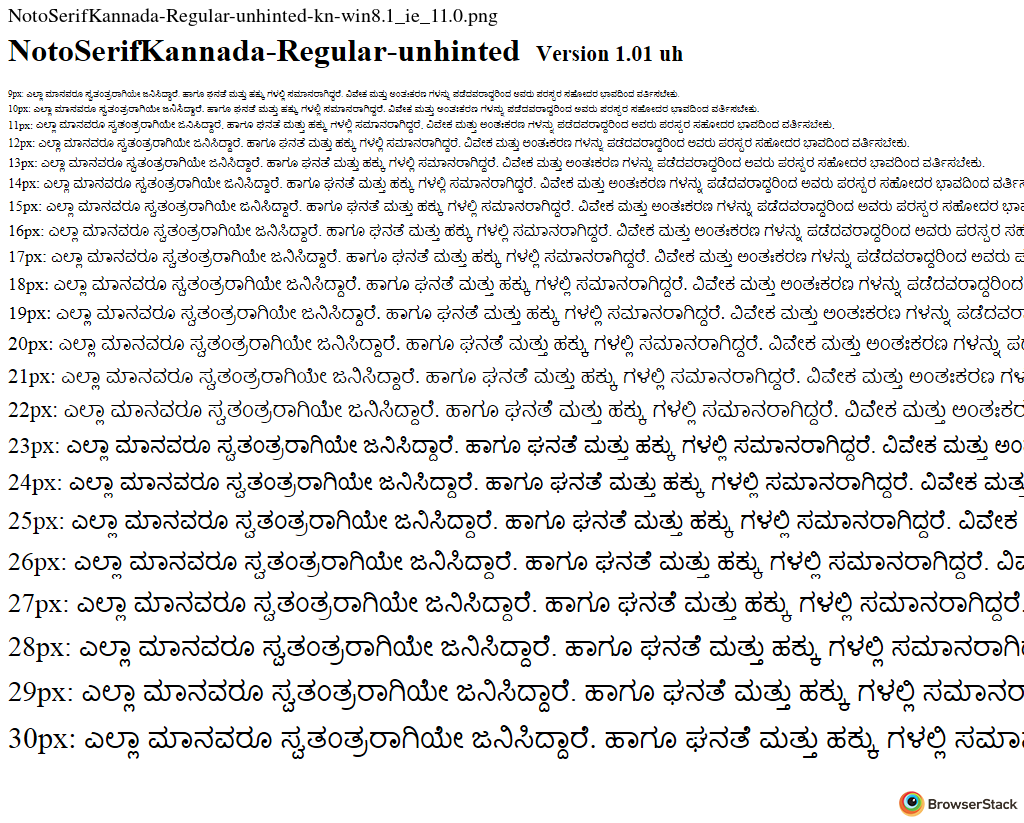 NotoSerifKannada-Regular-unhinted-kn-win8.1_ie_11.0.png
NotoSerifKannada-Regular-unhinted Version 1.01 uh
9px: ಎಲ್ಲಾ ಮಾನವರೂ ಸ್ವತಂತ್ರರಾಗಿಯೇ ಜನಿಸಿದ್ದಾರೆ. ಹಾಗೂ ಘನತೆ ಮತ್ತು ಹಕ್ಕು ಗಳಲ್ಲಿ ಸಮಾನರಾಗಿದ್ದರೆ. ವಿವೇಕ ಮತ್ತು ಅಂತಃಕರಣ ಗಳನ್ನು ಪಡೆದವರಾದ್ದರಿಂದ ಅವರು ಪರಸ್ಪರ ಸಹೋದರ ಭಾವದಿಂದ ವರ್ತಿಸಬೇಕು.
10px: ಎಲ್ಲಾ ಮಾನವರೂ ಸ್ವತಂತ್ರರಾಗಿಯೇ ಜನಿಸಿದ್ದಾರೆ. ಹಾಗೂ ಘನತೆ ಮತ್ತು ಹಕ್ಕು ಗಳಲ್ಲಿ ಸಮಾನರಾಗಿದ್ದರೆ. ವಿವೇಕ ಮತ್ತು ಅಂತಃಕರಣ ಗಳನ್ನು ಪಡೆದವರಾದ್ದರಿಂದ ಅವರು ಪರಸ್ಪರ ಸಹೋದರ ಭಾವದಿಂದ ವರ್ತಿಸಬೇಕು.
11px: ಎಲ್ಲಾ ಮಾನವರೂ ಸ್ವತಂತ್ರರಾಗಿಯೇ ಜನಿಸಿದ್ದಾರೆ. ಹಾಗೂ ಘನತೆ ಮತ್ತು ಹಕ್ಕು ಗಳಲ್ಲಿ ಸಮಾನರಾಗಿದ್ದರೆ. ವಿವೇಕ ಮತ್ತು ಅಂತಃಕರಣ ಗಳನ್ನು ಪಡೆದವರಾದ್ದರಿಂದ ಅವರು ಪರಸ್ಪರ ಸಹೋದರ ಭಾವದಿಂದ ವರ್ತಿಸಬೇಕು.
12px: ಎಲ್ಲಾ ಮಾನವರೂ ಸ್ವತಂತ್ರರಾಗಿಯೇ ಜನಿಸಿದ್ದಾರೆ. ಹಾಗೂ ಘನತೆ ಮತ್ತು ಹಕ್ಕು ಗಳಲ್ಲಿ ಸಮಾನರಾಗಿದ್ದರೆ. ವಿವೇಕ ಮತ್ತು ಅಂತಃಕರಣ ಗಳನ್ನು ಪಡೆದವರಾದ್ದರಿಂದ ಅವರು ಪರಸ್ಪರ ಸಹೋದರ ಭಾವದಿಂದ ವರ್ತಿಸಬೇಕು.
13px: ಎಲ್ಲಾ ಮಾನವರೂ ಸ್ವತಂತ್ರರಾಗಿಯೇ ಜನಿಸಿದ್ದಾರೆ. ಹಾಗೂ ಘನತೆ ಮತ್ತು ಹಕ್ಕು ಗಳಲ್ಲಿ ಸಮಾನರಾಗಿದ್ದರೆ. ವಿವೇಕ ಮತ್ತು ಅಂತಃಕರಣ ಗಳನ್ನು ಪಡೆದವರಾದ್ದರಿಂದ ಅವರು ಪರಸ್ಪರ ಸಹೋದರ ಭಾವದಿಂದ ವರ್ತಿಸಬೇಕು.
14px: ಎಲ್ಲಾ ಮಾನವರೂ ಸ್ವತಂತ್ರರಾಗಿಯೇ ಜನಿಸಿದ್ದಾರೆ. ಹಾಗೂ ಘನತೆ ಮತ್ತು ಹಕ್ಕು ಗಳಲ್ಲಿ ಸಮಾನರಾಗಿದ್ದರೆ. ವಿವೇಕ ಮತ್ತು ಅಂತಃಕರಣ ಗಳನ್ನು ಪಡೆದವರಾದ್ದರಿಂದ ಅವರು ಪರಸ್ಪರ ಸಹೋದರ ಭಾವದಿಂದ
15px: ಎಲ್ಲಾ ಮಾನವರೂ ಸ್ವತಂತ್ರರಾಗಿಯೇ ಜನಿಸಿದ್ದಾರೆ. ಹಾಗೂ ಘನತೆ ಮತ್ತು ಹಕ್ಕು ಗಳಲ್ಲಿ ಸಮಾನರಾಗಿದ್ದರೆ. ವಿವೇಕ ಮತ್ತು ಅಂತಃಕರಣ ಗಳನ್ನು ಪಡೆದವರಾದ್ದರಿಂದ ಅವರು ಪರಸ್ಪರ ಸಹೋದರ
16px: ಎಲ್ಲಾ ಮಾನವರೂ ಸ್ವತಂತ್ರರಾಗಿಯೇ ಜನಿಸಿದ್ದಾರೆ. ಹಾಗೂ ಘನತೆ ಮತ್ತು ಹಕ್ಕು ಗಳಲ್ಲಿ ಸಮಾನರಾಗಿದ್ದರೆ. ವಿವೇಕ ಮತ್ತು ಅಂತಃಕರಣ ಗಳನ್ನು ಪಡೆದವರಾದ್ದರಿಂದ ಅವರು ಪರಸ್ಪರ
17px: ಎಲ್ಲಾ ಮಾನವರೂ ಸ್ವತಂತ್ರರಾಗಿಯೇ ಜನಿಸಿದ್ದಾರೆ. ಹಾಗೂ ಘನತೆ ಮತ್ತು ಹಕ್ಕು ಗಳಲ್ಲಿ ಸಮಾನರಾಗಿದ್ದರೆ. ವಿವೇಕ ಮತ್ತು ಅಂತಃಕರಣ ಗಳನ್ನು ಪಡೆದವರಾದ್ದರಿಂದ ಅವರು
18px: ಎಲ್ಲಾ ಮಾನವರೂ ಸ್ವತಂತ್ರರಾಗಿಯೇ ಜನಿಸಿದ್ದಾರೆ. ಹಾಗೂ ಘನತೆ ಮತ್ತು ಹಕ್ಕು ಗಳಲ್ಲಿ ಸಮಾನರಾಗಿದ್ದರೆ. ವಿವೇಕ ಮತ್ತು ಅಂತಃಕರಣ ಗಳನ್ನು ಪಡೆದವರಾದ್ದರಿಂದ
19px: ಎಲ್ಲಾ ಮಾನವರೂ ಸ್ವತಂತ್ರರಾಗಿಯೇ ಜನಿಸಿದ್ದಾರೆ. ಹಾಗೂ ಘನತೆ ಮತ್ತು ಹಕ್ಕು ಗಳಲ್ಲಿ ಸಮಾನರಾಗಿದ್ದರೆ. ವಿವೇಕ ಮತ್ತು ಅಂತಃಕರಣ ಗಳನ್ನು
20px: ಎಲ್ಲಾ ಮಾನವರೂ ಸ್ವತಂತ್ರರಾಗಿಯೇ ಜನಿಸಿದ್ದಾರೆ. ಹಾಗೂ ಘನತೆ ಮತ್ತು ಹಕ್ಕು ಗಳಲ್ಲಿ ಸಮಾನರಾಗಿದ್ದರೆ. ವಿವೇಕ ಮತ್ತು ಅಂತಃಕರಣ ಗಳನ್ನು
21px: ಎಲ್ಲಾ ಮಾನವರೂ ಸ್ವತಂತ್ರರಾಗಿಯೇ ಜನಿಸಿದ್ದಾರೆ. ಹಾಗೂ ಘನತೆ ಮತ್ತು ಹಕ್ಕು ಗಳಲ್ಲಿ ಸಮಾನರಾಗಿದ್ದರೆ. ವಿವೇಕ ಮತ್ತು ಅಂತಃಕರಣ
22px: ಎಲ್ಲಾ ಮಾನವರೂ ಸ್ವತಂತ್ರರಾಗಿಯೇ ಜನಿಸಿದ್ದಾರೆ. ಹಾಗೂ ಘನತೆ ಮತ್ತು ಹಕ್ಕು ಗಳಲ್ಲಿ ಸಮಾನರಾಗಿದ್ದರೆ. ವಿವೇಕ ಮತ್ತು
23px: ಎಲ್ಲಾ ಮಾನವರೂ ಸ್ವತಂತ್ರರಾಗಿಯೇ ಜನಿಸಿದ್ದಾರೆ. ಹಾಗೂ ಘನತೆ ಮತ್ತು ಹಕ್ಕು ಗಳಲ್ಲಿ ಸಮಾನರಾಗಿದ್ದರೆ. ವಿವೇಕ ಮತ್ತು
24px: ಎಲ್ಲಾ ಮಾನವರೂ ಸ್ವತಂತ್ರರಾಗಿಯೇ ಜನಿಸಿದ್ದಾರೆ. ಹಾಗೂ ಘನತೆ ಮತ್ತು ಹಕ್ಕು ಗಳಲ್ಲಿ ಸಮಾನರಾಗಿದ್ದರೆ. ವಿವೇಕ
25px: ಎಲ್ಲಾ ಮಾನವರೂ ಸ್ವತಂತ್ರರಾಗಿಯೇ ಜನಿಸಿದ್ದಾರೆ. ಹಾಗೂ ಘನತೆ ಮತ್ತು ಹಕ್ಕು ಗಳಲ್ಲಿ ಸಮಾನರಾಗಿದ್ದರೆ. ವಿವೇಕ
26px: ಎಲ್ಲಾ ಮಾನವರೂ ಸ್ವತಂತ್ರರಾಗಿಯೇ ಜನಿಸಿದ್ದಾರೆ. ಹಾಗೂ ಘನತೆ ಮತ್ತು ಹಕ್ಕು ಗಳಲ್ಲಿ ಸಮಾನರಾಗಿದ್ದರೆ.
27px: ಎಲ್ಲಾ ಮಾನವರೂ ಸ್ವತಂತ್ರರಾಗಿಯೇ ಜನಿಸಿದ್ದಾರೆ. ಹಾಗೂ ಘನತೆ ಮತ್ತು ಹಕ್ಕು ಗಳಲ್ಲಿ ಸಮಾನರಾಗಿದ್ದರೆ.
28px: ಎಲ್ಲಾ ಮಾನವರೂ ಸ್ವತಂತ್ರರಾಗಿಯೇ ಜನಿಸಿದ್ದಾರೆ. ಹಾಗೂ ಘನತೆ ಮತ್ತು ಹಕ್ಕು ಗಳಲ್ಲಿ
29px: ಎಲ್ಲಾ ಮಾನವರೂ ಸ್ವತಂತ್ರರಾಗಿಯೇ ಜನಿಸಿದ್ದಾರೆ. ಹಾಗೂ ಘನತೆ ಮತ್ತು ಹಕ್ಕು ಗಳಲ್ಲಿ
30px: ಎಲ್ಲಾ ಮಾನವರೂ ಸ್ವತಂತ್ರರಾಗಿಯೇ ಜನಿಸಿದ್ದಾರೆ. ಹಾಗೂ ಘನತೆ ಮತ್ತು ಹಕ್ಕು ಗಳಲ್ಲಿ
BrowserStack